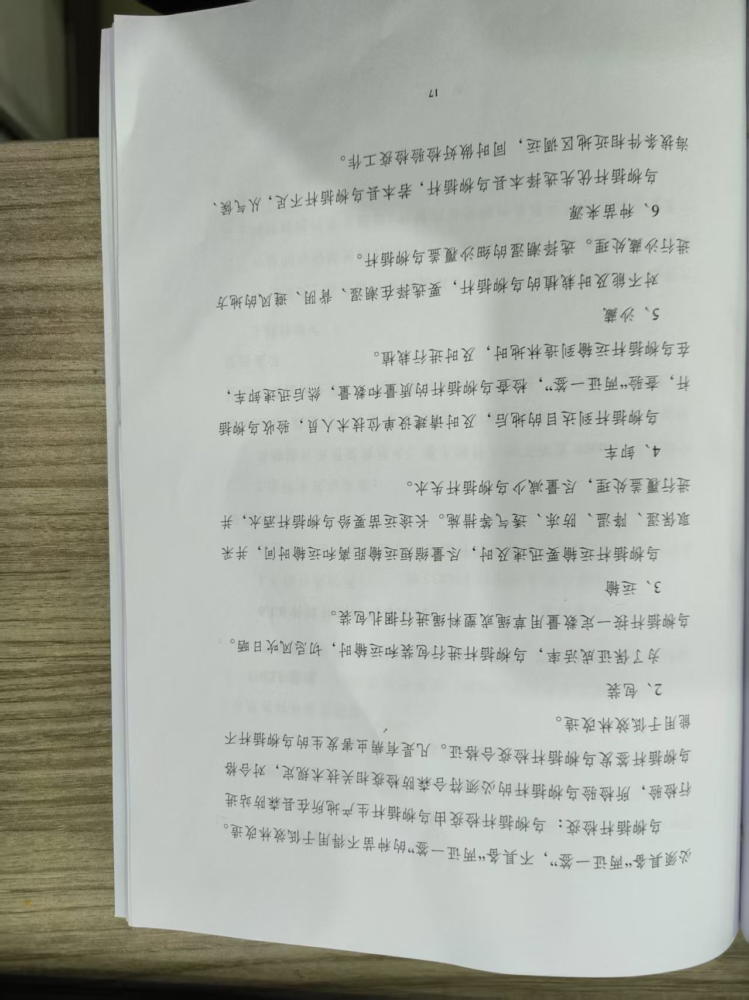 必须具备“两证一签”，不具备“两证一签”的种苗不得用于低效林改造。
乌柳插杆检疫：乌柳插杆检疫由乌柳插杆生产地所在县森防站进
行检验，所检验乌柳插杆的必须符合森防检疫相关技术规定，对合格
乌柳插杆签发乌柳插杆检疫合格证。凡是有病虫害发生的乌柳插杆不
能用于低效林改造。
2、包装
为了保证成活率，乌柳插杆进行包装和运输时，切忌风吹日晒。
乌柳插杆按一定数量用草绳或塑料绳进行捆扎包装。
3、运输
乌柳插杆运输要迅速及时，尽量缩短运输距离和运输时间，并采
取保湿、降温、防冻、透气等措施。长途运苗要给乌柳插杆洒水，并
进行覆盖处理，尽量减少乌柳插杆失水。
4、卸车
乌柳插杆到达目的地后，及时请建设单位技术人员，验收乌柳插
杆，查验“两证一签”，检查乌柳插杆的质量和数量，然后迅速卸车，
在乌柳插杆运输到造林地时，及时进行栽植。
5、沙藏
对不能及时栽植的乌柳插杆，要选择在潮湿、背阴、避风的地方
进行沙藏处理。选择潮湿的细沙覆盖乌柳插杆。
6、种苗来源
乌柳插杆优先选择本县乌柳插杆，若本县乌柳插杆不足，从气候、
海拔条件相近地区调运，同时做好检验检疫工作。
17